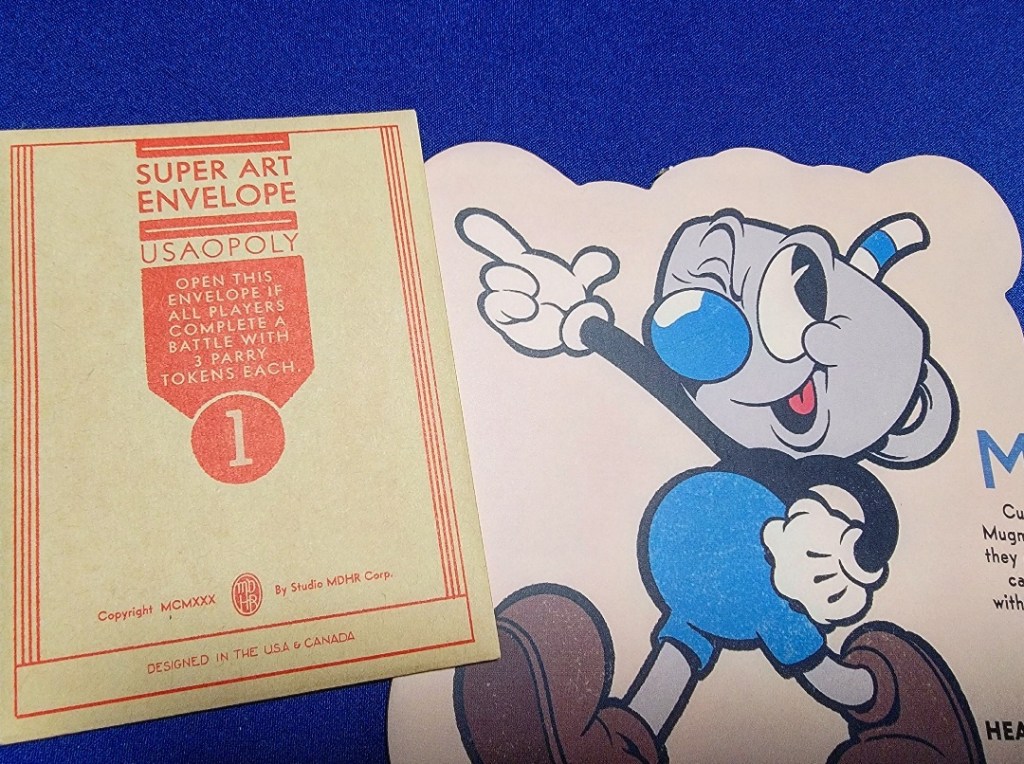 SUPER ART
ENVELOPE
USAOPOLY
OPEN THIS
ENVELOPE IF
ALL PLAYERS
COMPLETE A
BATTLE WITH
3 PARRY
TOKENS EACH.
1
Copyright MCMXXX
MD
HR
By Studio MDHR Corp.
DESIGNED IN THE U.S.A & CANADA
M
Cu
Mugm
they
ca
with
HEA